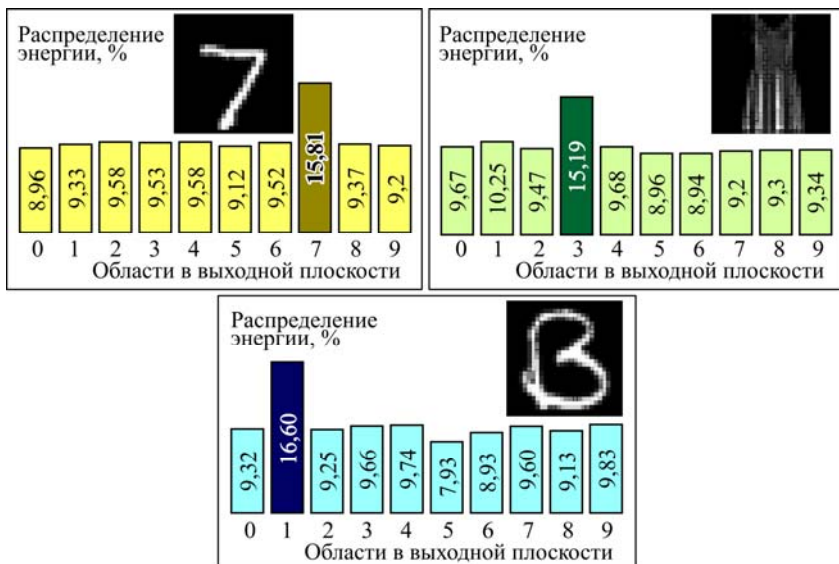 Распределение
энергии, %
7
8,96 9,33 9,58 9,53 9,58 9,12 9,52 15,81 9,37 9,2
0 1 2 3 4 5 6 7 8 9
Области в выходной плоскости
Распределение
энергии, %
9,67 10,25 9,47 15,19 9,68 8,96 8,94 9,2 9,3 9,34
0 1 2 3 4 5 6 7 8 9
Области в выходной плоскости
Распределение
энергии, %
B
9,32 16,60 9,25 9,66 9,74 7,93 8,93 9,60 9,13 9,83
0 1 2 3 4 5 6 7 8 9
Области в выходной плоскости